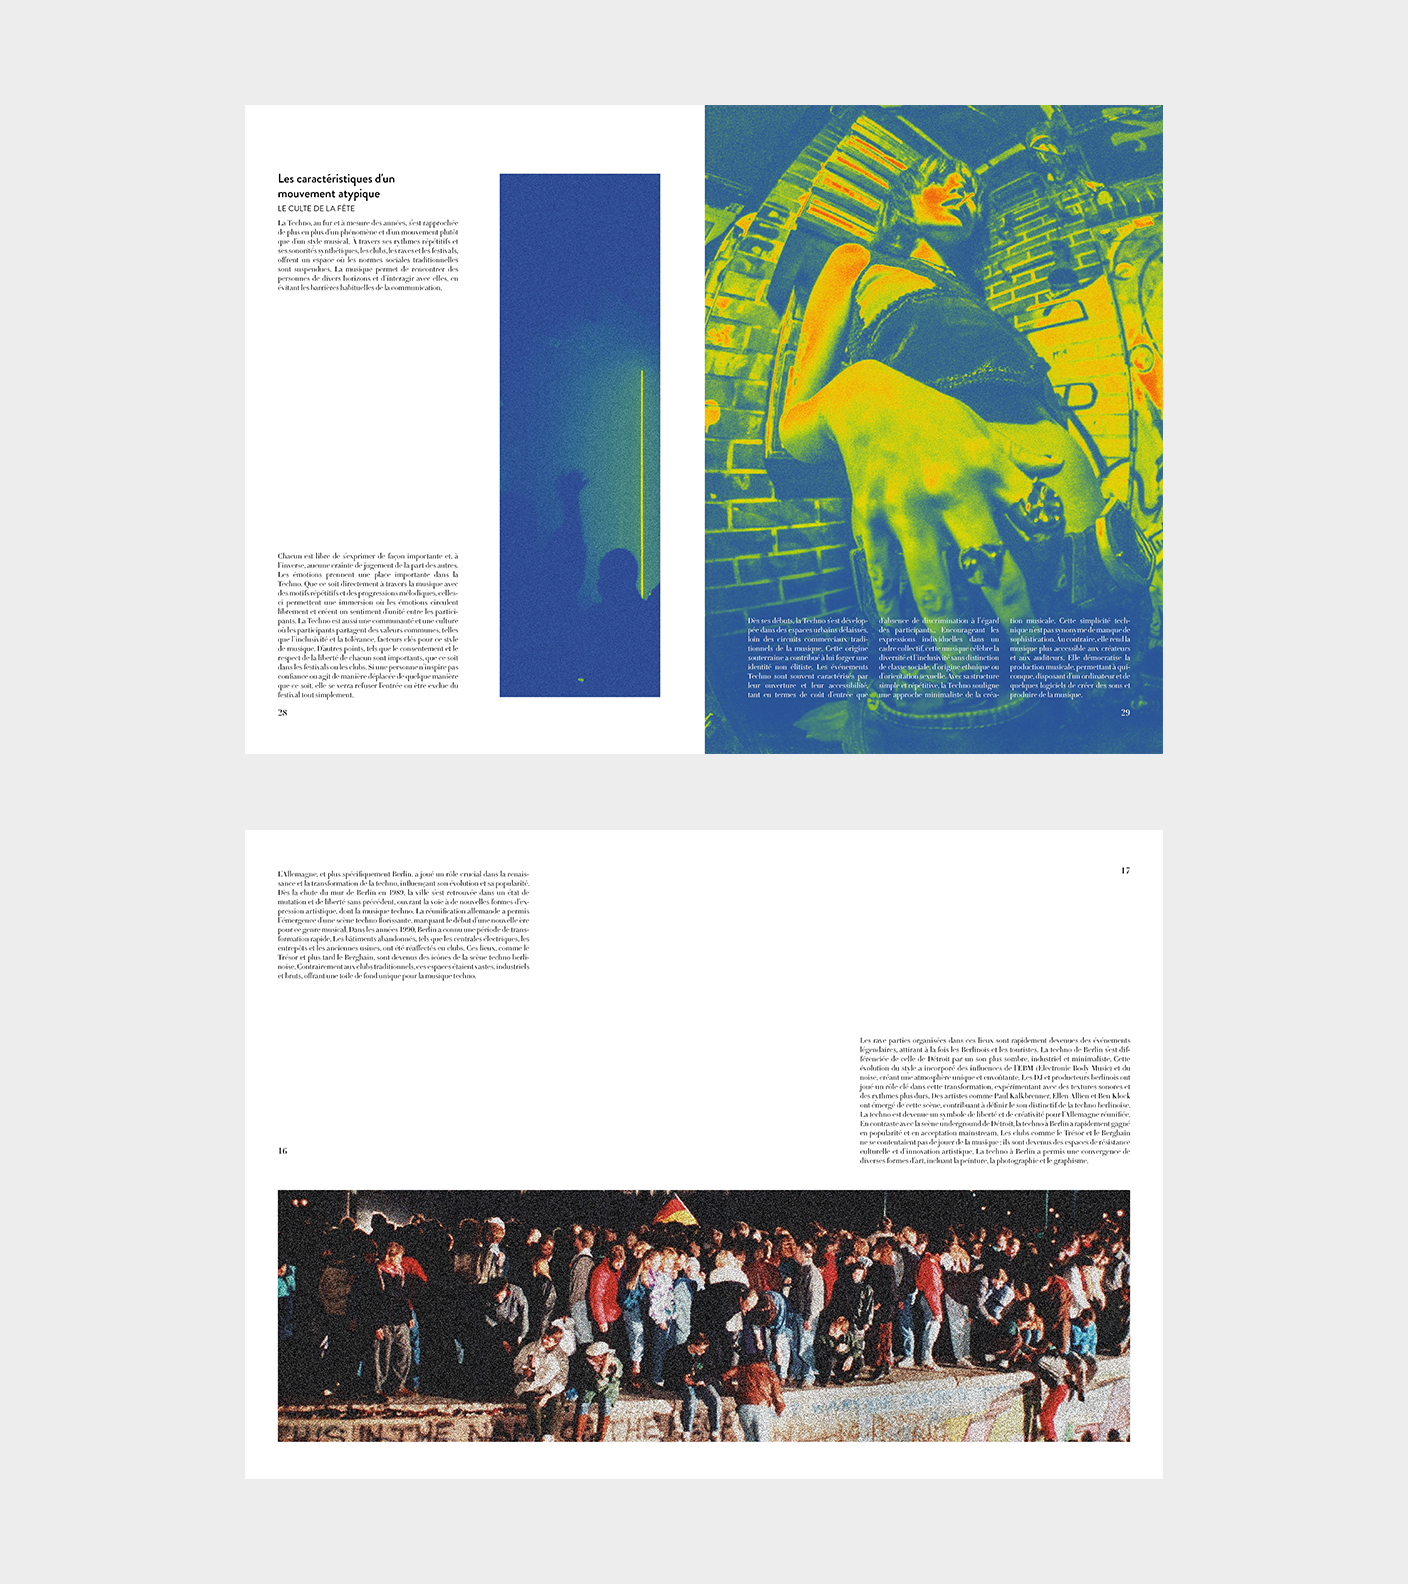 Les caractéristiques d'un
mouvement atypique
LE CULTE DE LA FÊTE
La Techno, au fur et à mesure des années, s'est rapprochée
de plus en plus d'un phénomène et d'un mouvement plutôt
que d'un style musical. À travers ses rythmes répétitifs et
ses sonorités synthétiques, les clubs, les raves et les festivals,
offrent un espace où les normes sociales traditionnelles
sont suspendues. La musique permet de rencontrer des
personnes de divers horizons et d'interagir avec elles, en
évitant les barrières habituelles de la communication.
Chacun est libre de s'exprimer de façon importante et, à
l'inverse, aucune crainte de jugement de la part des autres.
Les émotions prennent une place importante dans la
Techno. Que ce soit directement à travers la musique avec
des motifs répétitifs et des progressions mélodiques, celles-
ci permettent une immersion où les émotions circulent
librement et créent un sentiment d'unité entre les partici-
pants. La Techno est aussi une communauté et une culture
où les participants partagent des valeurs communes, telles
que l'inclusivité et la tolérance, facteurs clés pour ce style
de musique. D'autres points, tels que le consentement et le
respect de la liberté de chacun sont importants, que ce soit
dans les festivals ou les clubs. Si une personne n'inspire pas
confiance ou agit de manière déplacée de quelque manière
que ce soit, elle se verra refuser l'entrée ou être exclue du
festival tout simplement.
28
Dès ses débuts, la Techno s'est dévelop-
pée dans des espaces urbains délaissés,
loin des circuits commerciaux tradi-
tionnels de la musique. Cette origine
souterraine a contribué à lui forger une
identité non élitiste. Les événements
Techno sont souvent caractérisés par
leur ouverture et leur accessibilité,
tant en termes de coût d'entrée que
d'absence de discrimination à l'égard
des participants. Encourageant les
expressions individuelles dans un
cadre collectif, cette musique célèbre la
diversité et l'inclusivité sans distinction
de classe sociale, d'origine ethnique ou
d'orientation sexuelle. Avec sa structure
simple et répétitive, la Techno souligne
une approche minimaliste de la créa-
tion musicale. Cette simplicité tech-
nique n'est pas synonyme de manque de
sophistication. Au contraire, elle rend la
musique plus accessible aux créateurs
et aux auditeurs. Elle démocratise la
production musicale, permettant à qui-
conque, disposant d'un ordinateur et de
quelques logiciels de créer des sons et
produire de la musique.
29
L'Allemagne, et plus spécifiquement Berlin, a joué un rôle crucial dans la renais-
sance et la transformation de la techno, influençant son évolution et sa popularité.
Dès la chute du mur de Berlin en 1989, la ville s'est retrouvée dans un état de
mutation et de liberté sans précédent, ouvrant la voie à de nouvelles formes d'ex-
pression artistique, dont la musique techno. La réunification allemande a permis
l'émergence d'une scène techno florissante, marquant le début d'une nouvelle ère
pour ce genre musical. Dans les années 1990, Berlin a connu une période de trans-
formation rapide. Les bâtiments abandonnés, tels que les centrales électriques, les
entrepôts et les anciennes usines, ont été réaffectés en clubs. Ces lieux, comme le
Trésor et plus tard le Berghain, sont devenus des icônes de la scène techno berli-
noise. Contrairement aux clubs traditionnels, ces espaces étaient vastes, industriels
et bruts, offrant une toile de fond unique pour la musique techno.
16
17
Les rave parties organisées dans ces lieux sont rapidement devenues des événements
légendaires, attirant à la fois les Berlinois et les touristes. La techno de Berlin s'est dif-
férenciée de celle de Détroit par un son plus sombre, industriel et minimaliste. Cette
évolution du style a incorporé des influences de l'EBM (Electronic Body Music) et du
noise, créant une atmosphère unique et envoûtante. Les DJ et producteurs berlinois ont
joué un rôle clé dans cette transformation, expérimentant avec des textures sonores et
des rythmes plus durs. Des artistes comme Paul Kalkbrenner, Ellen Allien et Ben Klock
ont émergé de cette scène, contribuant à définir le son distinctif de la techno berlinoise.
La techno est devenue un symbole de liberté et de créativité pour l'Allemagne réunifiée.
En contraste avec la scène underground de Détroit, la techno à Berlin a rapidement gagné
en popularité et en acceptation mainstream. Les clubs comme le Trésor et le Berghain
ne se contentaient pas de jouer de la musique ; ils sont devenus des espaces de résistance
culturelle et d'innovation artistique. La techno à Berlin a permis une convergence de
diverses formes d'art, incluant la peinture, la photographie et le graphisme.
IN THE